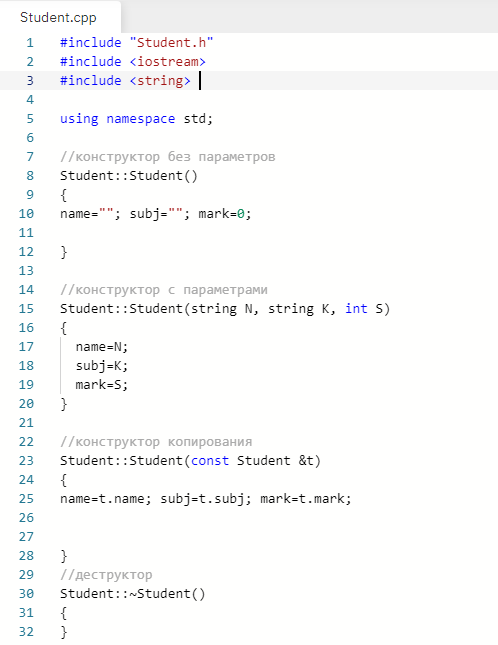 Student.cpp
1 #include "Student.h"
2 #include <iostream>
3 #include <string>
4
5 using namespace std;
6
7 //конструктор без параметров
8 Student::Student()
9 {
10 name=""; subj=""; mark=0;
11
12 }
13
14 //конструктор с параметрами
15 Student::Student(string N, string K, int S)
16 {
17 name=N;
18 subj=K;
19 mark=S;
20 }
21
22 //конструктор копирования
23 Student::Student(const Student &t)
24 {
25 name=t.name; subj=t.subj; mark=t.mark;
26
27
28 }
29 //деструктор
30 Student::~Student()
31 {
32 }